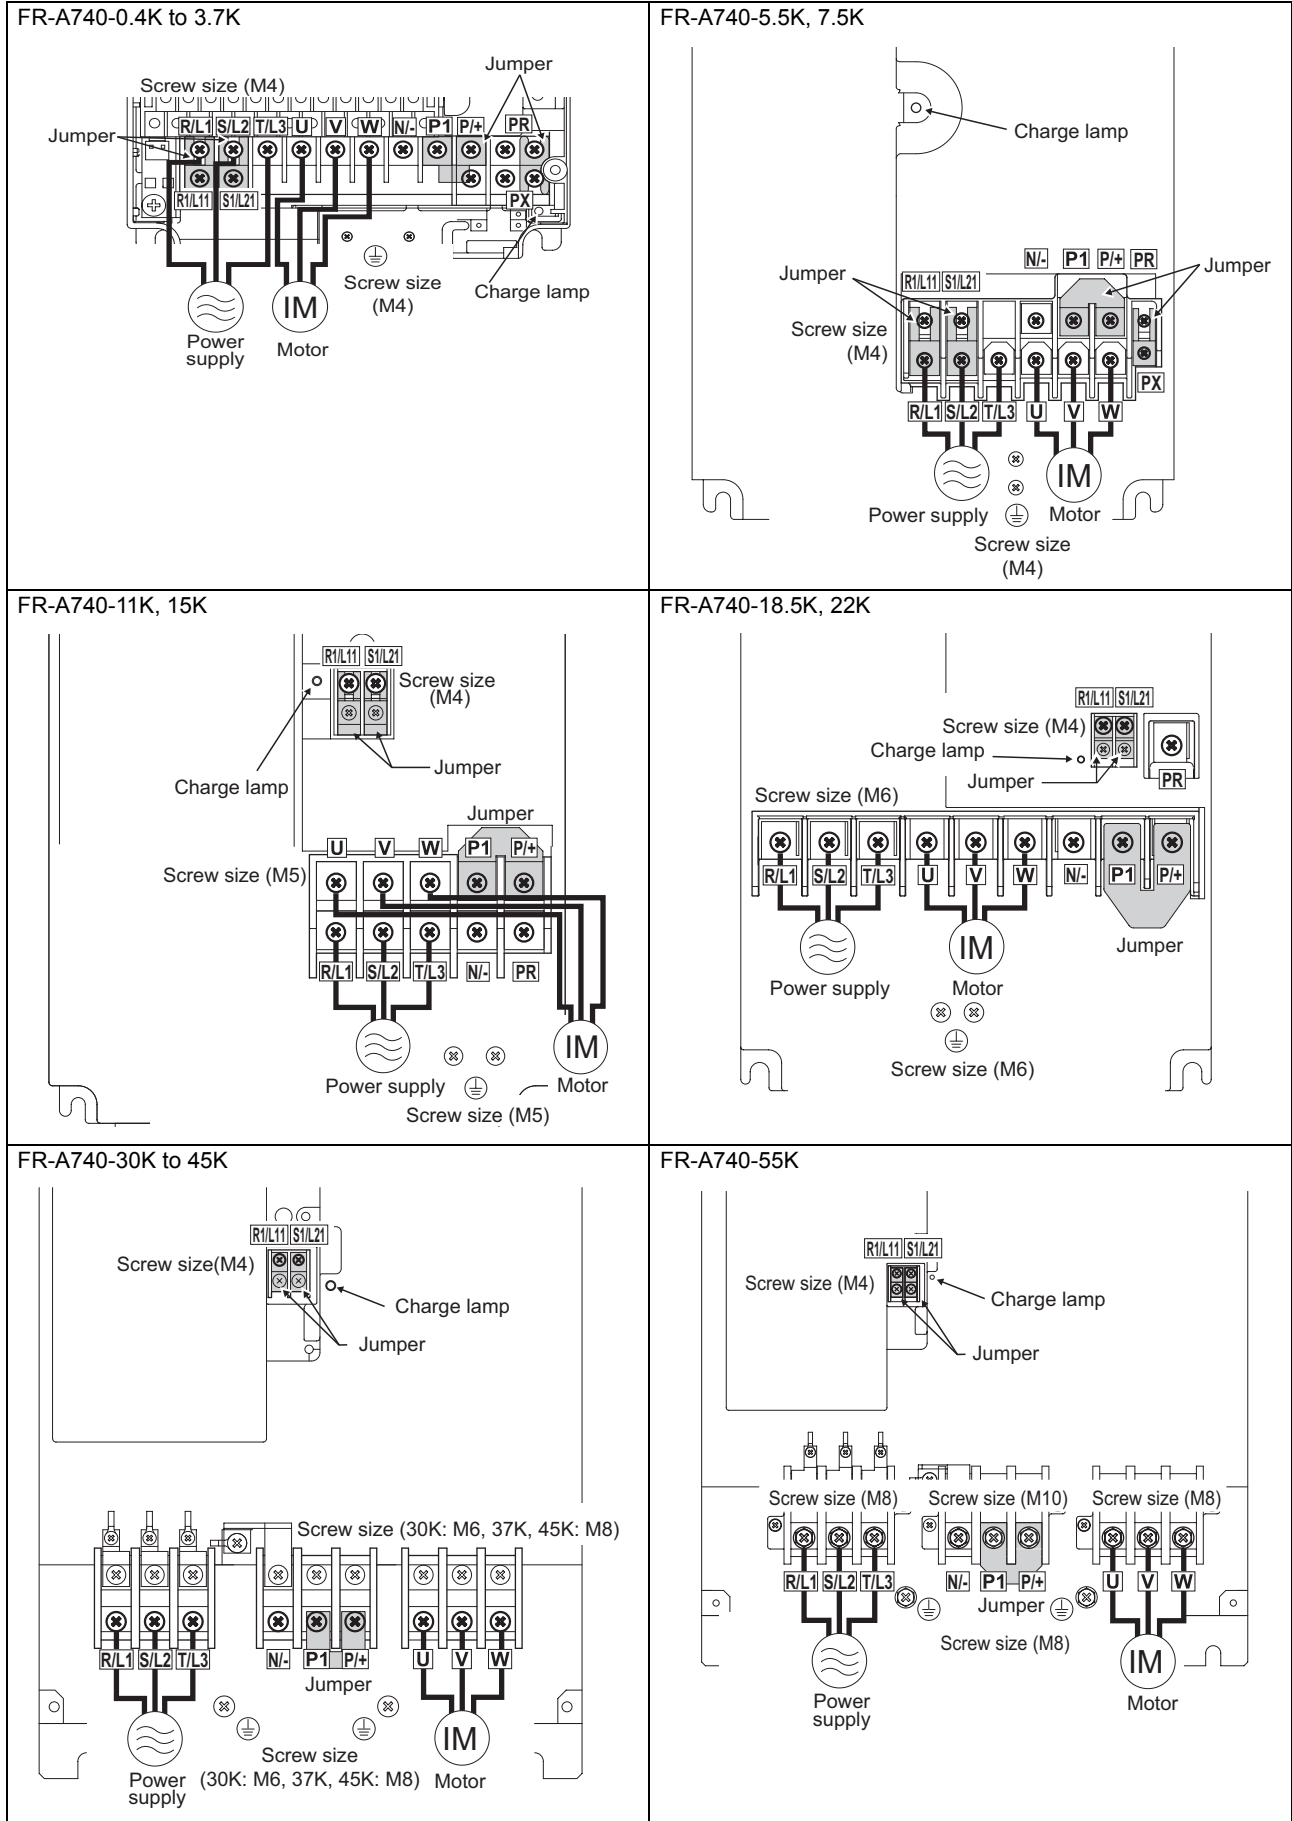 FR-A740-0.4K to 3.7K
Jumper
Screw size (M4)
Jumper
R/L1 S/L2 T/L3 U V W N/- P1 P/+ PR
R1/L11 S1/L21
PX
Screw size
(M4)
Charge lamp
IM
Power
supply
Motor
FR-A740-5.5K, 7.5K
Charge lamp
N/- P1 P/+ PR
Jumper
Jumper
R1/L11 S1/L21
Screw size
(M4)
PX
R/L1 S/L2 T/L3 U V W
IM
Power supply
Motor
Screw size
(M4)
FR-A740-11K, 15K
R1/L11 S1/L21
Screw size
(M4)
Jumper
Charge lamp
Jumper
U V W P1 P/+
Screw size (M5)
R/L1 S/L2 T/L3 N/- PR
IM
Power supply
Motor
Screw size (M5)
FR-A740-18.5K, 22K
R1/L11 S1/L21
Screw size (M4)
Charge lamp
Jumper
PR
Screw size (M6)
R/L1 S/L2 T/L3 U V W N/- P1 P/+
IM
Jumper
Power supply
Motor
Screw size (M6)
FR-A740-30K to 45K
R1/L11 S1/L21
Screw size(M4)
Charge lamp
Jumper
Screw size (30K: M6, 37K, 45K: M8)
R/L1 S/L2 T/L3 N/- P1 P/+ U V W
Jumper
IM
Screw size
(30K: M6, 37K, 45K: M8)
Power
supply
Motor
FR-A740-55K
R1/L11 S1/L21
Screw size (M4)
Charge lamp
Jumper
Screw size (M8) Screw size (M10) Screw size (M8)
R/L1 S/L2 T/L3 N/- P1 P/+ U V W
Jumper
Screw size (M8)
IM
Power
supply
Motor